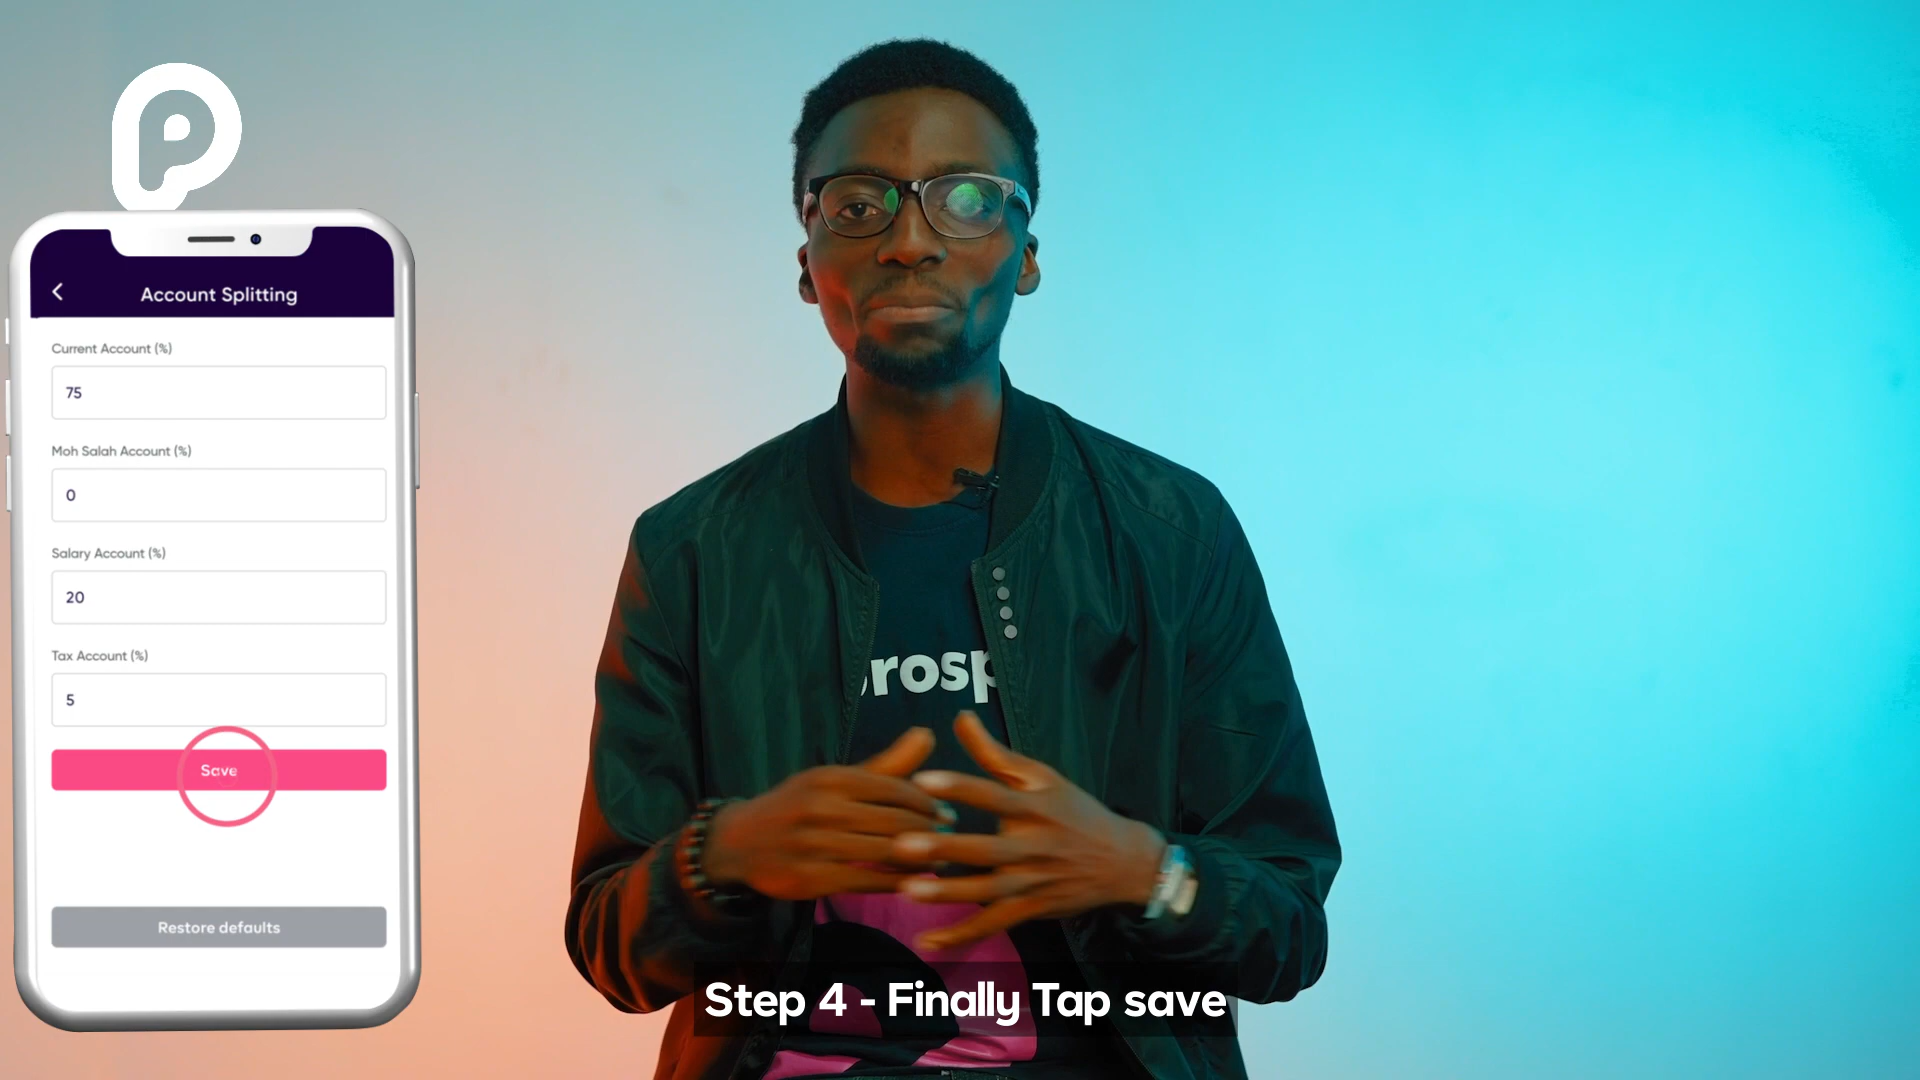 Account Splitting
Current Account (%)
75
Moh Salah Account (%)
0
Salary Account (%)
20
Tax Account (%)
5
Save
Restore defaults
rosp
Step 4 - Finally Tap save